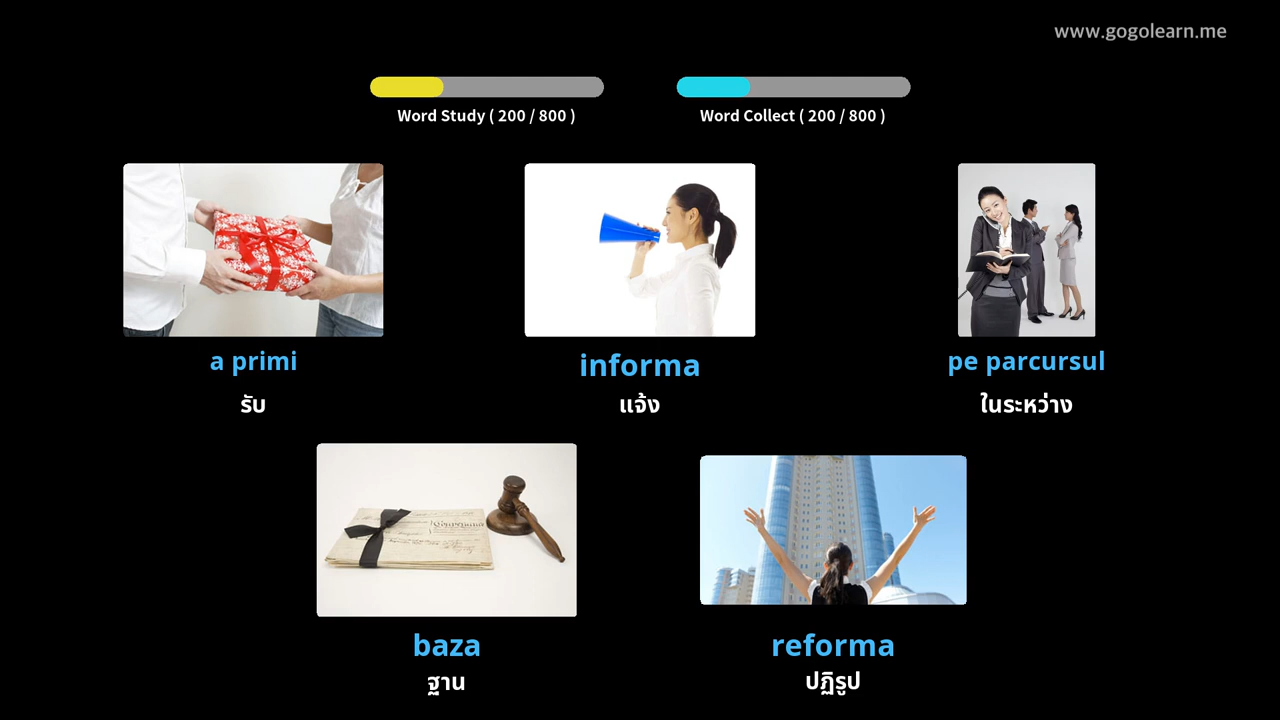 www.gogolearn.me
Word Study ( 200 / 800 )
Word Collect ( 200 / 800 )
a primi
รับ
informa
แจ้ง
pe parcursul
ในระหว่าง
baza
ฐาน
reforma
ปฏิรูป